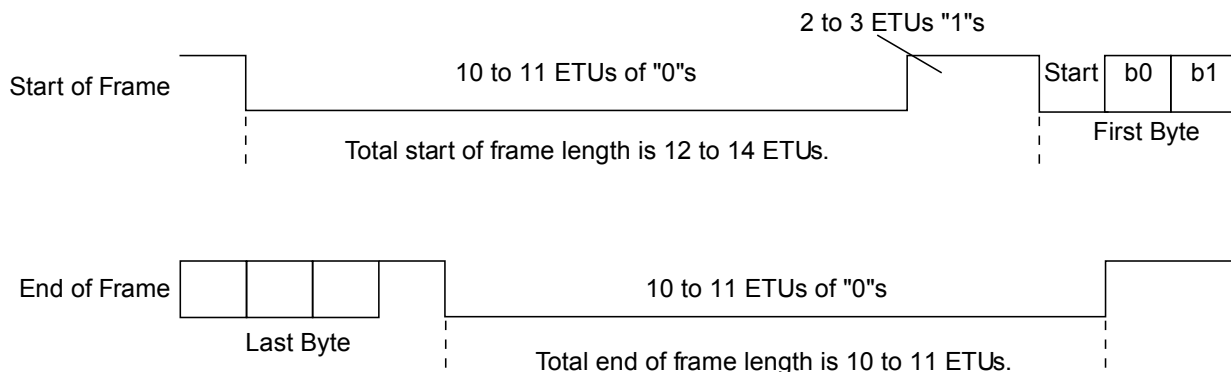 2 to 3 ETUs "1"s
Start of Frame
10 to 11 ETUs of "0"s
Start
b0
b1
First Byte
Total start of frame length is 12 to 14 ETUs.
End of Frame
10 to 11 ETUs of "0"s
Last Byte
Total end of frame length is 10 to 11 ETUs.